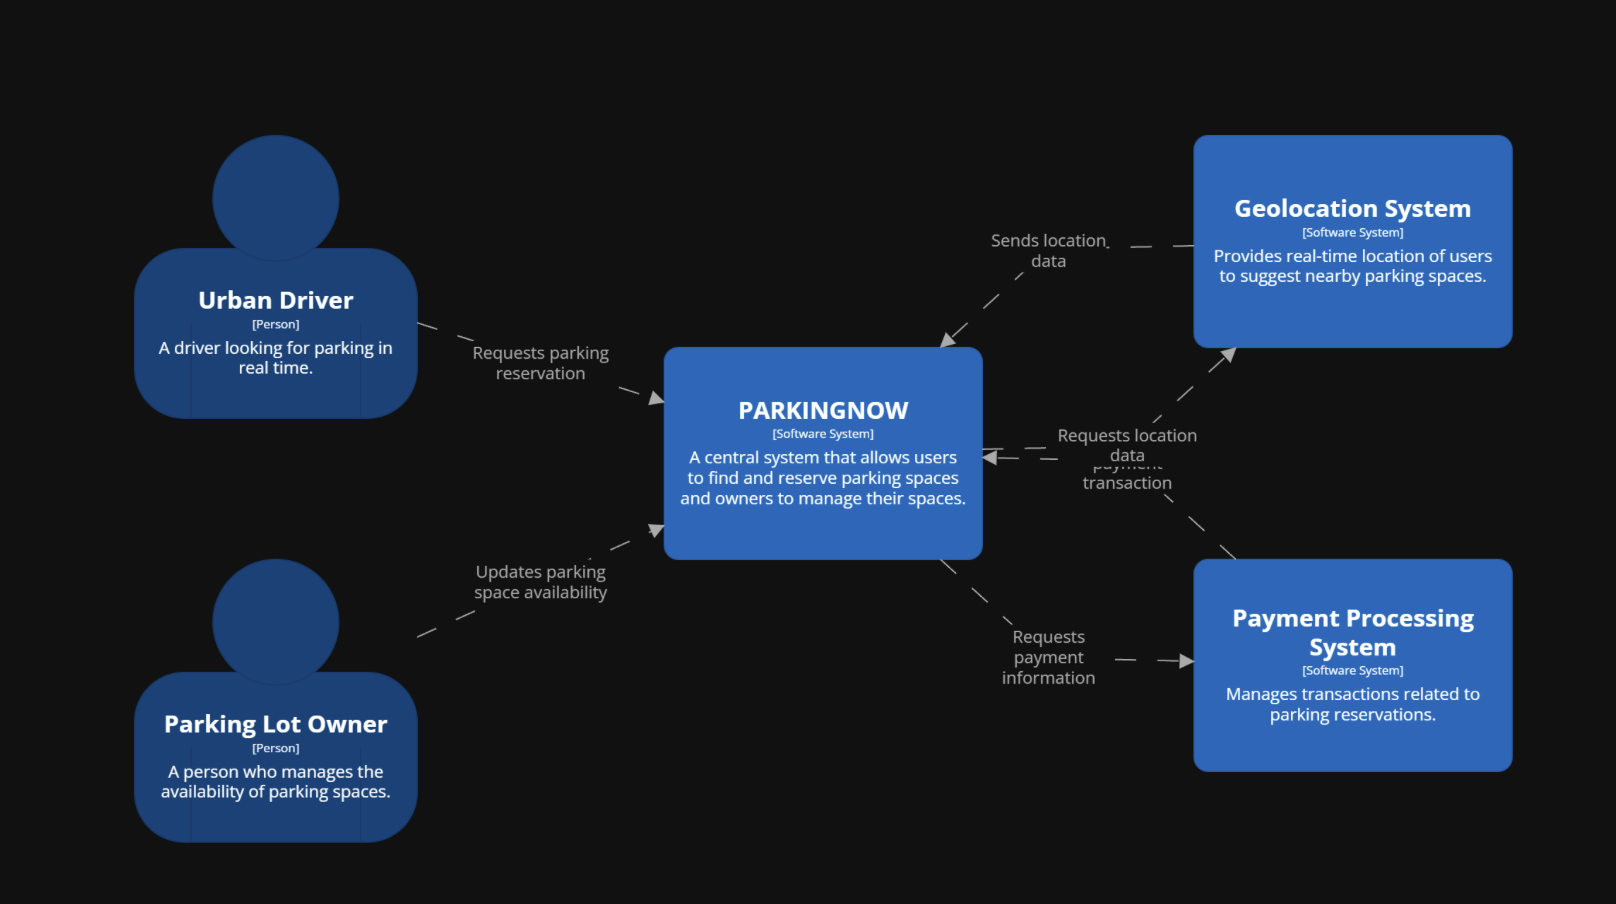 Urban Driver
[Person]
A driver looking for parking in
real time.
Requests parking
reservation
Parking Lot Owner
[Person]
A person who manages the
availability of parking spaces.
Updates parking
space availability
PARKINGNOW
[Software System]
A central system that allows users
to find and reserve parking spaces
and owners to manage their spaces.
Sends location
data
Geolocation System
[Software System]
Provides real-time location of users
to suggest nearby parking spaces.
Requests location
data
payment
transaction
Requests
payment
information
Payment Processing
System
[Software System]
Manages transactions related to
parking reservations.